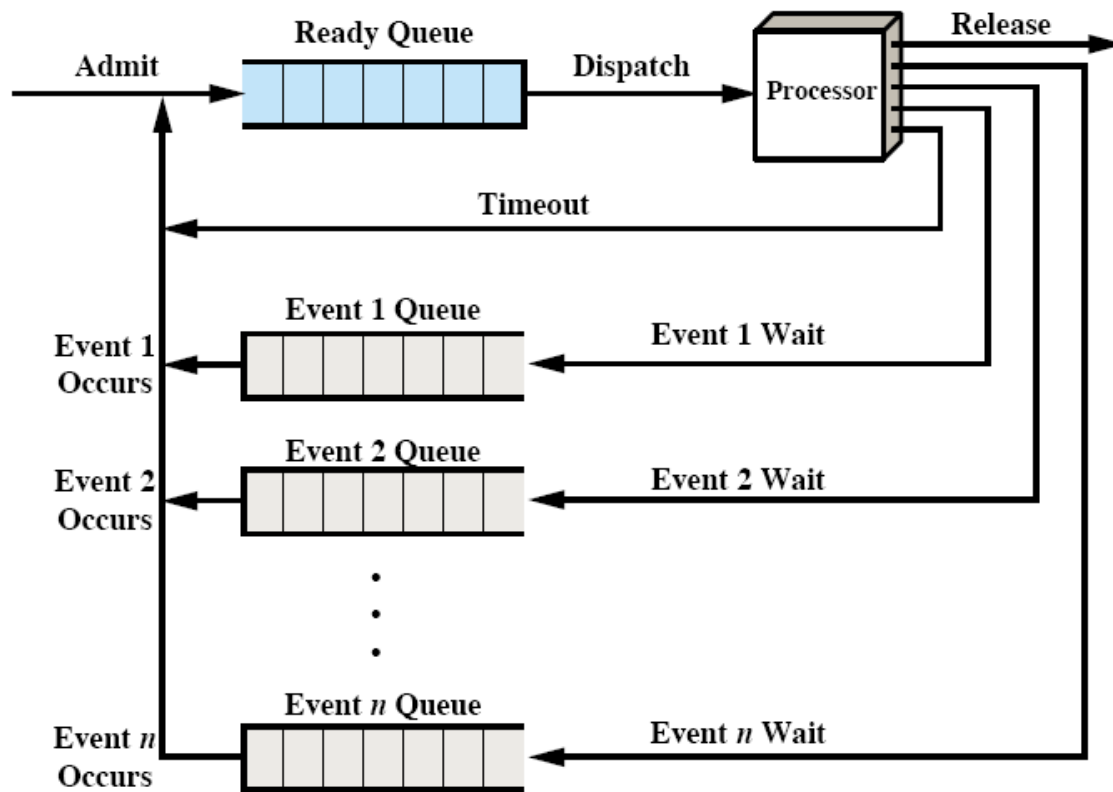 Release
Ready Queue
Admit
Dispatch
Processor
Timeout
Event 1 Queue
Event 1
Occurs
Event 1 Wait
Event 2 Queue
Event 2
Occurs
Event 2 Wait
Event n Queue
Event n
Occurs
Event n Wait